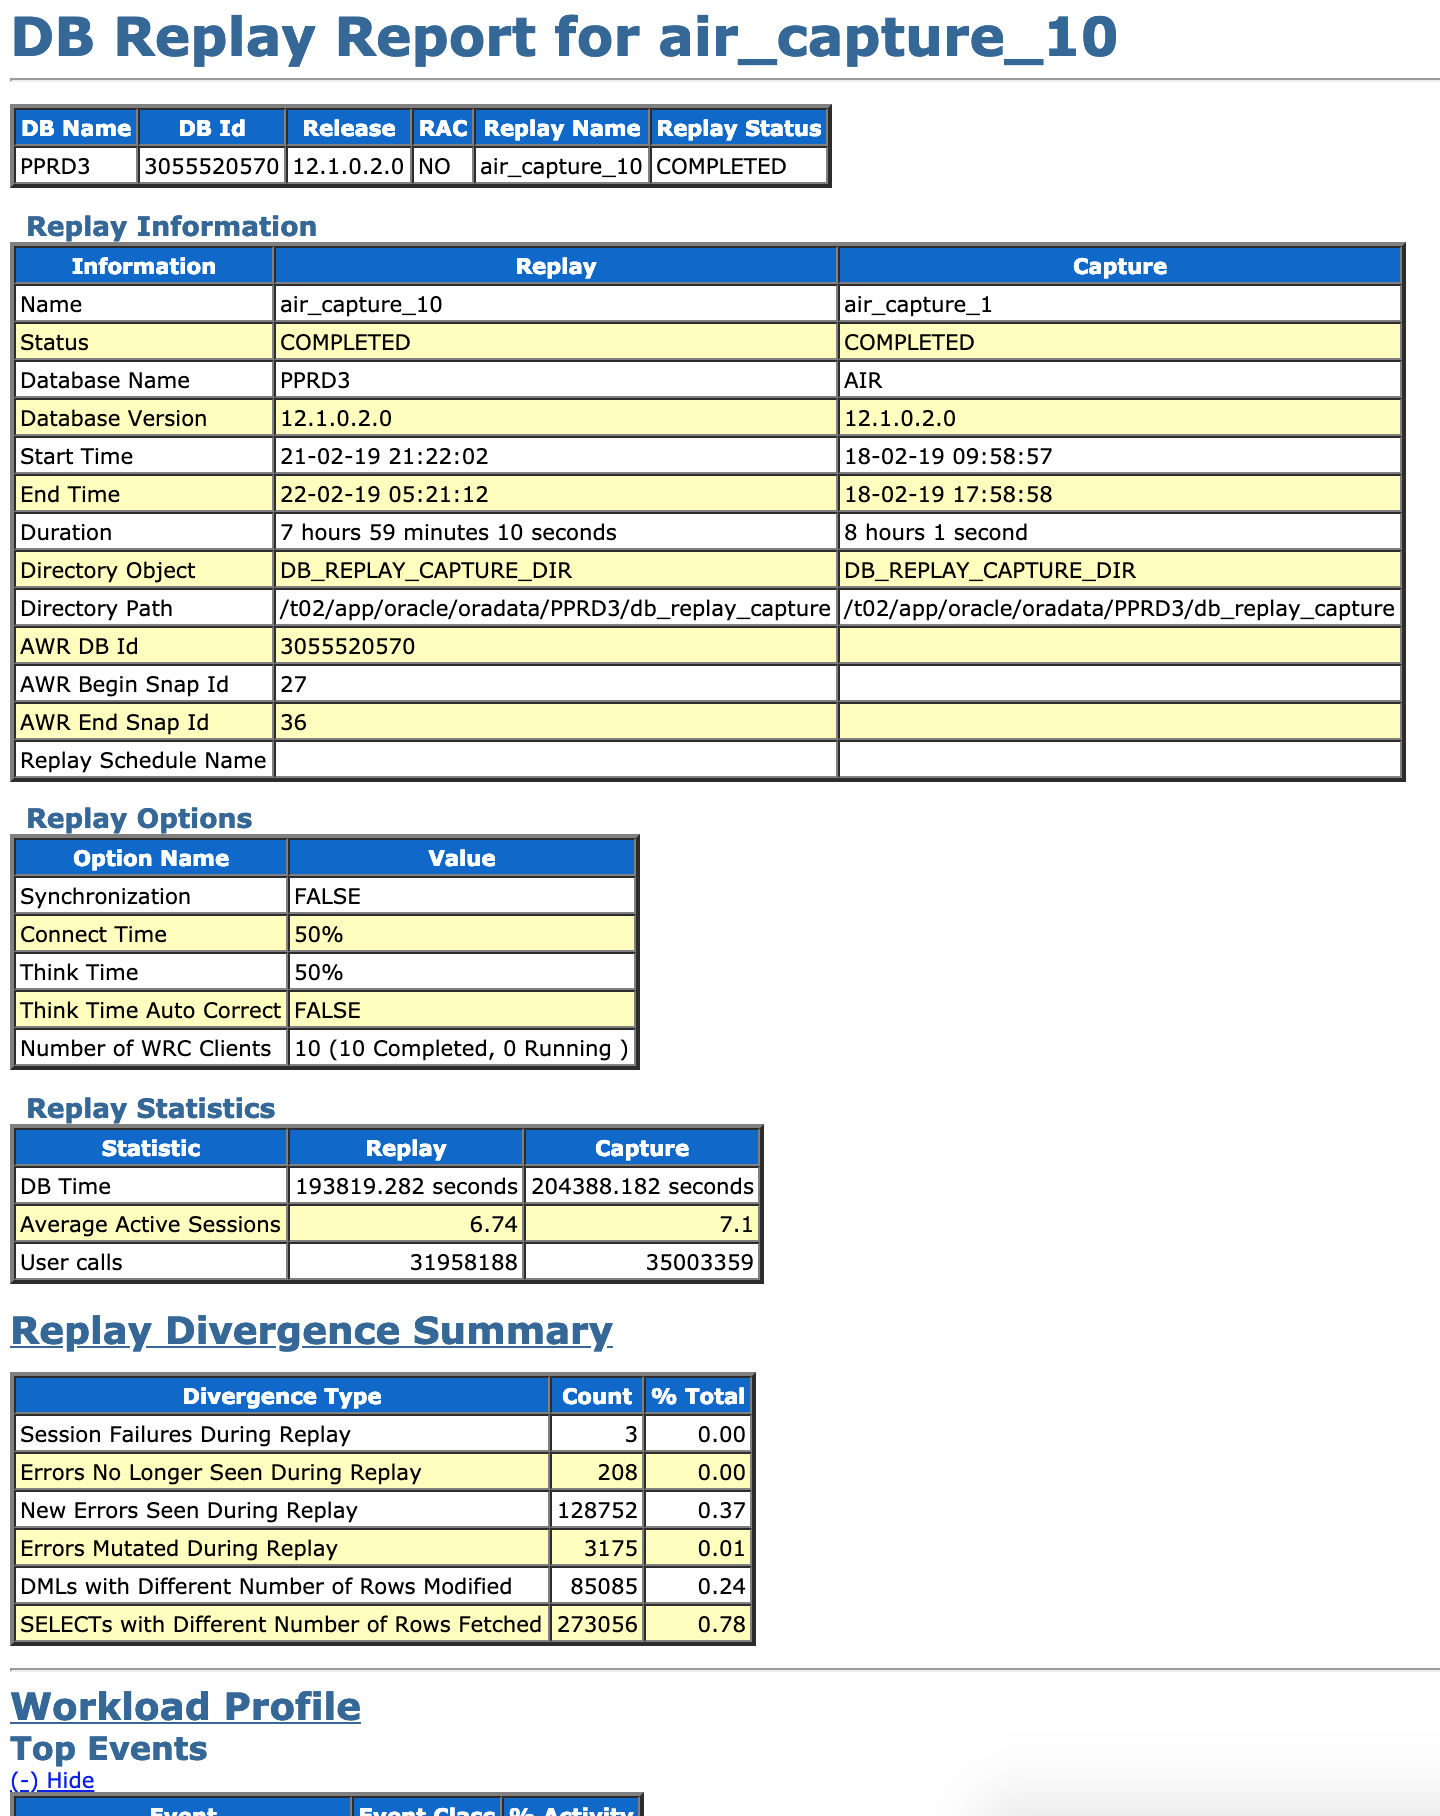 DB Replay Report for air_capture_10
DB Name DB Id Release RAC Replay Name Replay Status
PPRD3 3055520570 12.1.0.2.0 NO air_capture_10 COMPLETED
Replay Information
Information Replay Capture
Name air_capture_10 air_capture_1
Status COMPLETED COMPLETED
Database Name PPRD3 AIR
Database Version 12.1.0.2.0 12.1.0.2.0
Start Time 21-02-19 21:22:02 18-02-19 09:58:57
End Time 22-02-19 05:21:12 18-02-19 17:58:58
Duration 7 hours 59 minutes 10 seconds 8 hours 1 second
Directory Object DB_REPLAY_CAPTURE_DIR DB_REPLAY_CAPTURE_DIR
Directory Path /t02/app/oracle/oradata/PPRD3/db_replay_capture /t02/app/oracle/oradata/PPRD3/db_replay_capture
AWR DB Id 3055520570
AWR Begin Snap Id 27
AWR End Snap Id 36
Replay Schedule Name
Replay Options
Option Name Value
Synchronization FALSE
Connect Time 50%
Think Time 50%
Think Time Auto Correct FALSE
Number of WRC Clients 10 (10 Completed, 0 Running )
Replay Statistics
Statistic Replay Capture
DB Time 193819.282 seconds 204388.182 seconds
Average Active Sessions 6.74 7.1
User calls 31958188 35003359
Replay Divergence Summary
Divergence Type Count % Total
Session Failures During Replay 3 0.00
Errors No Longer Seen During Replay 208 0.00
New Errors Seen During Replay 128752 0.37
Errors Mutated During Replay 3175 0.01
DMLs with Different Number of Rows Modified 85085 0.24
SELECTs with Different Number of Rows Fetched 273056 0.78
Workload Profile
Top Events
(-) Hide
Event Event Class % Activity